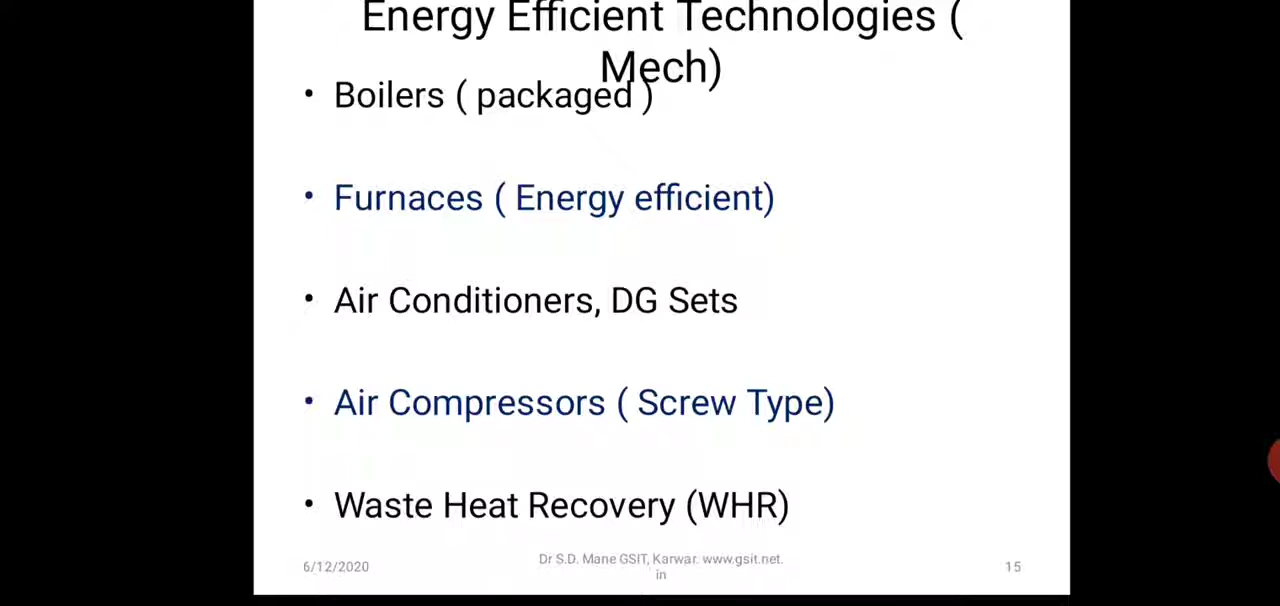 Energy Efficient Technologies (
Mech)
• Boilers ( packaged )
• Furnaces ( Energy efficient)
• Air Conditioners, DG Sets
• Air Compressors ( Screw Type)
• Waste Heat Recovery (WHR)
6/12/2020
Dr S.D. Mane GSIT, Karwar. www.gsit.net.
in
15